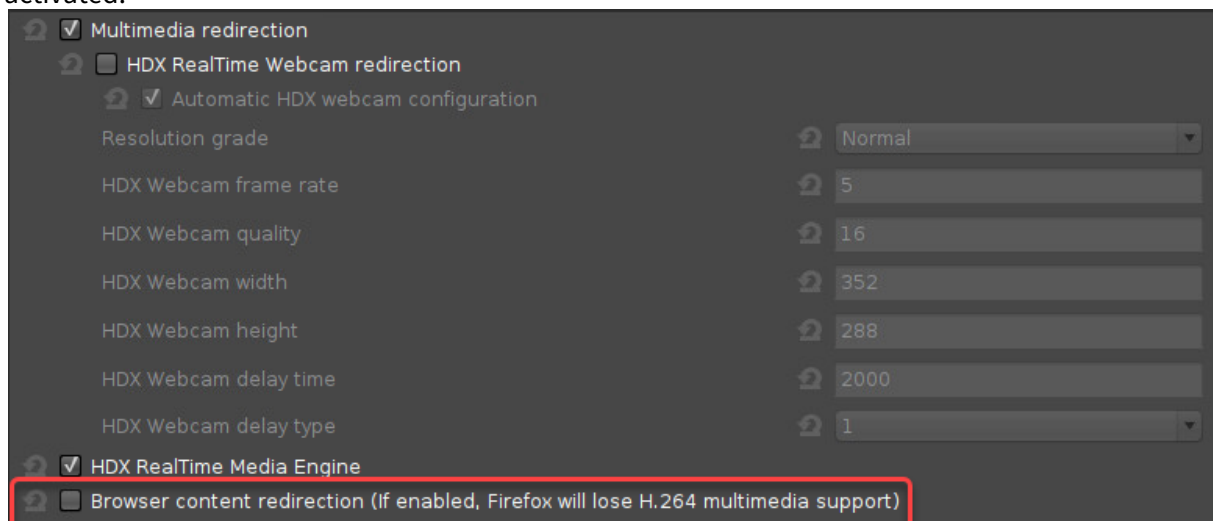 activated.
Multimedia redirection
HDX RealTime Webcam redirection
Automatic HDX webcam configuration
Resolution grade Normal
HDX Webcam frame rate 5
HDX Webcam quality 16
HDX Webcam width 352
HDX Webcam height 288
HDX Webcam delay time 2000
HDX Webcam delay type 1
HDX RealTime Media Engine
Browser content redirection (If enabled, Firefox will lose H.264 multimedia support)